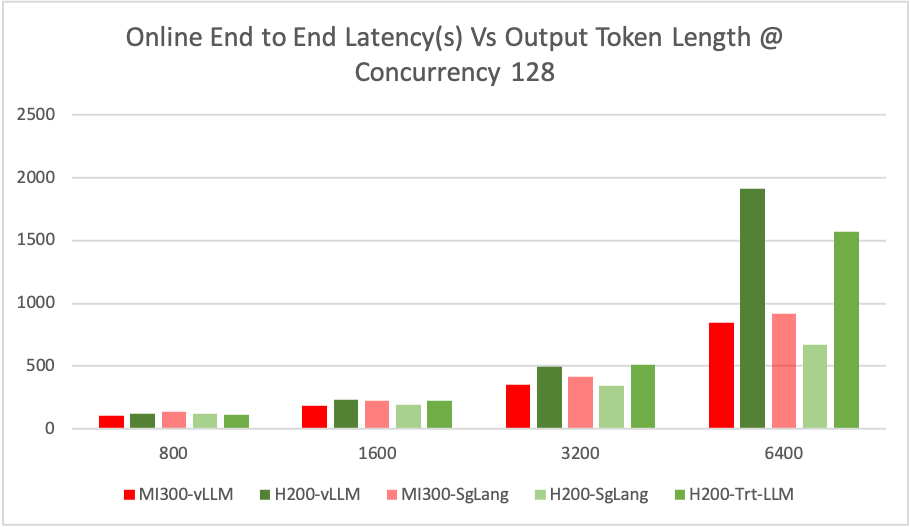 Online End to End Latency(s) Vs Output Token Length @
Concurrency 128
2500
2000
1500
1000
500
0
800 1600 3200 6400
MI300-vLLM H200-vLLM MI300-SgLang H200-SgLang H200-Trt-LLM